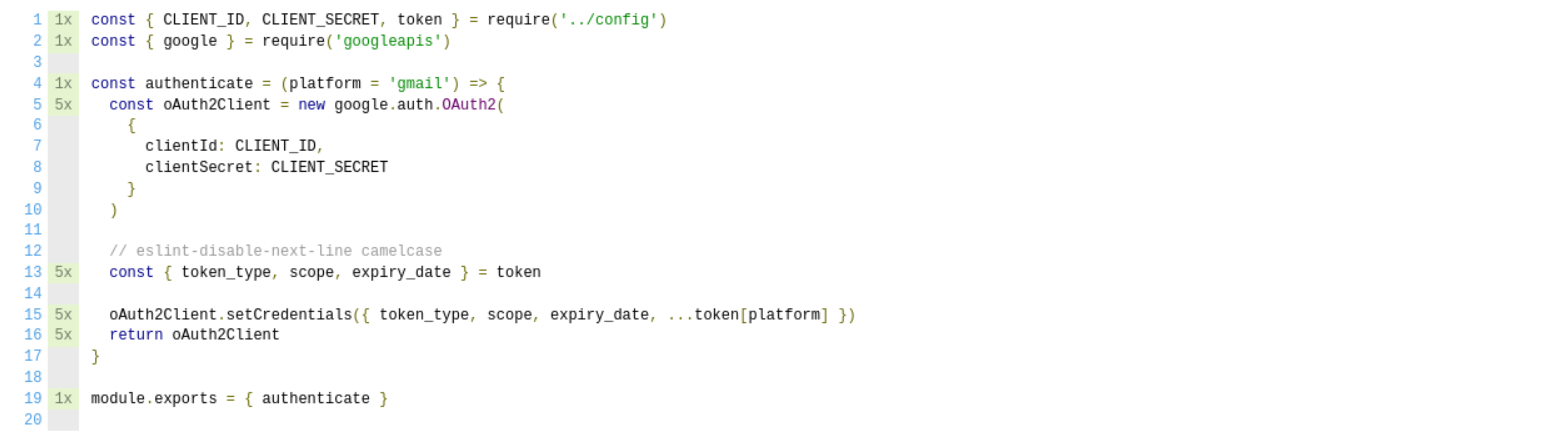 1 1x const { CLIENT_ID, CLIENT_SECRET, token } = require('../config')
2 1x const { google } = require('googleapis')
3
4 1x const authenticate = (platform = 'gmail') => {
5 5x   const oAuth2Client = new google.auth.OAuth2(
6     {
7       clientId: CLIENT_ID,
8       clientSecret: CLIENT_SECRET
9     }
10   )
11
12   // eslint-disable-next-line camelcase
13 5x   const { token_type, scope, expiry_date } = token
14
15 5x   oAuth2Client.setCredentials({ token_type, scope, expiry_date, ...token[platform] })
16 5x   return oAuth2Client
17 }
18
19 1x module.exports = { authenticate }
20